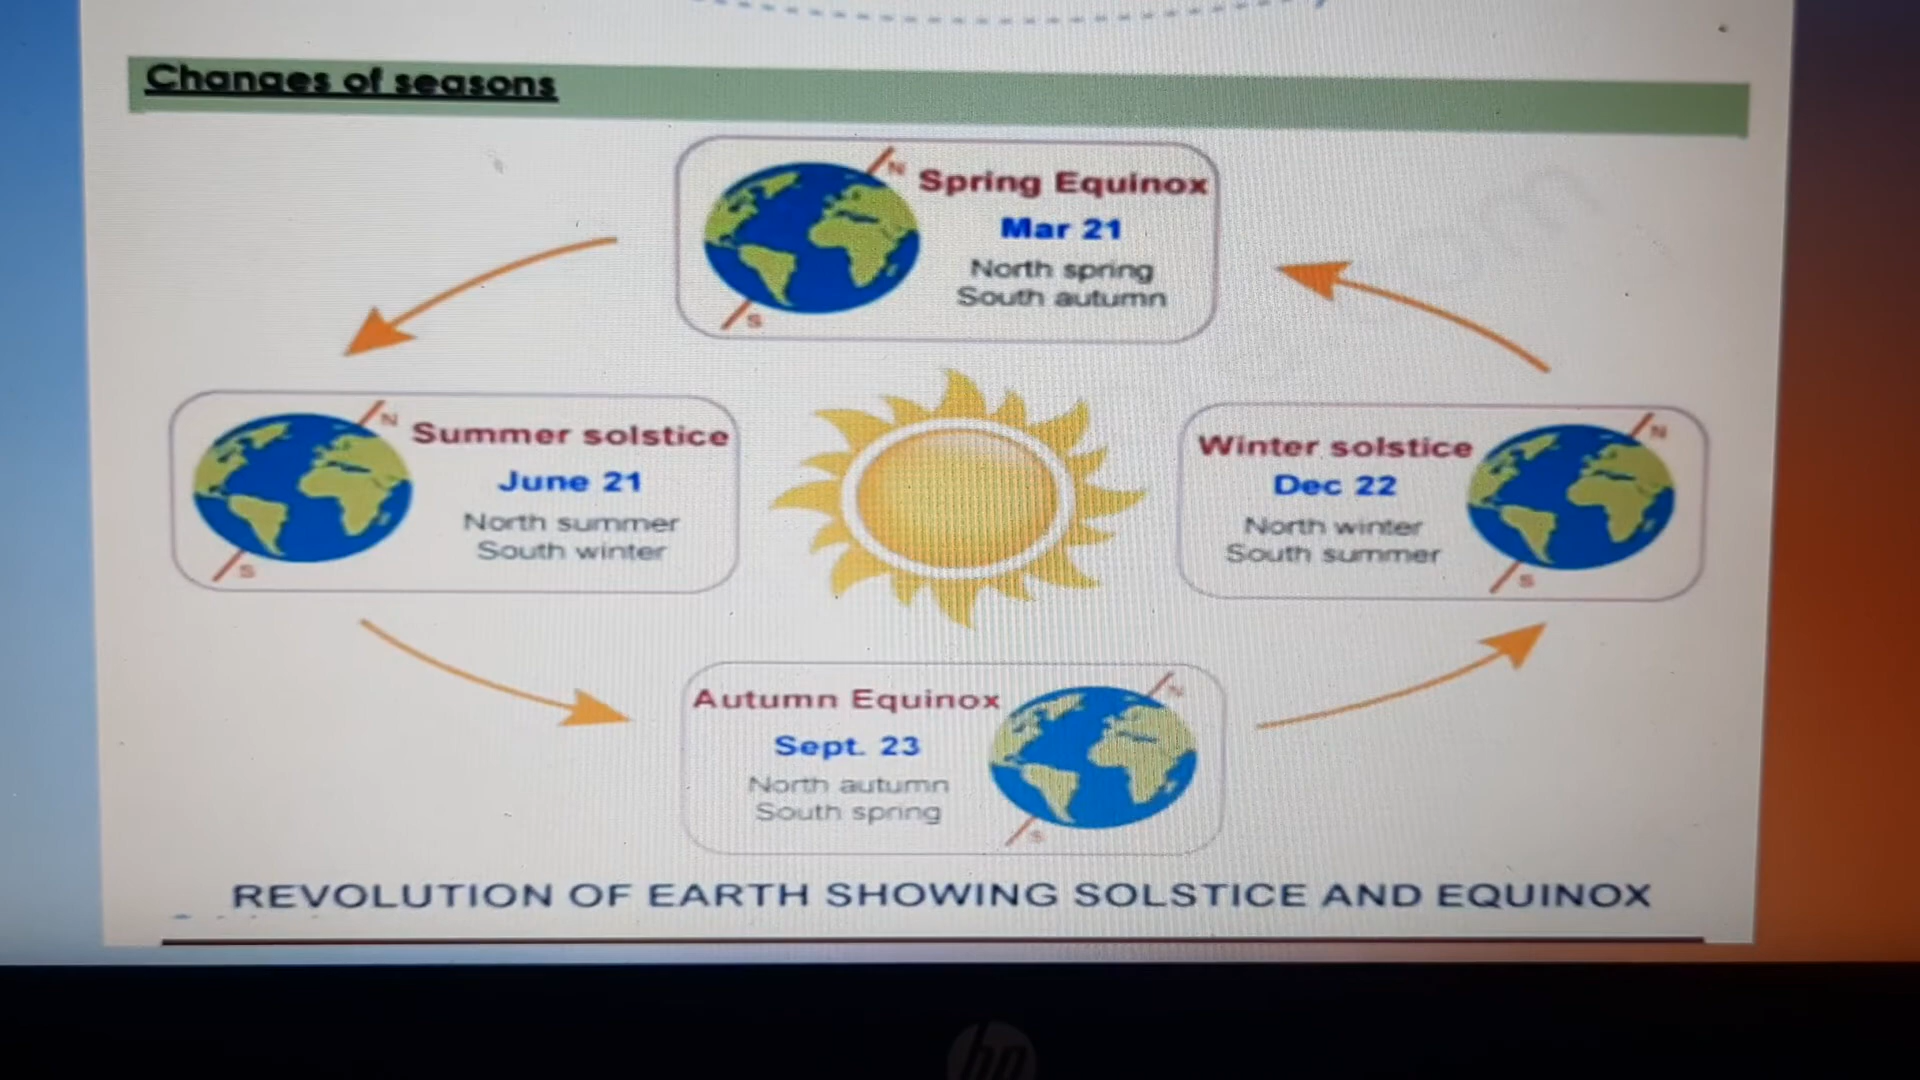 Changes of seasons
N
Spring Equinox
Mar 21
North spring
South autumn
S
N
Summer solstice
June 21
North summer
South winter
S
Winter solstice
Dec 22
North winter
South summer
N
S
Autumn Equinox
Sept. 23
North autumn
South spring
N
S
REVOLUTION OF EARTH SHOWING SOLSTICE AND EQUINOX
hp